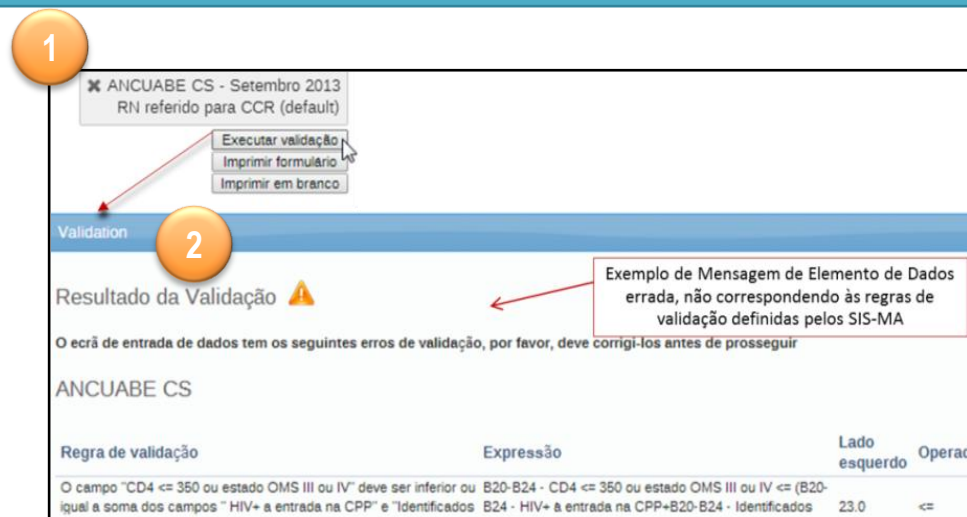 1
✖ ANCUABE CS - Setembro 2013
RN referido para CCR (default)
Executar validação
Imprimir formulário
Imprimir em branco
Validation
2
Exemplo de Mensagem de Elemento de Dados
errada, não correspondendo às regras de
validação definidas pelos SIS-MA
Resultado da Validação
O ecrã de entrada de dados tem os seguintes erros de validação, por favor, deve corrigi-los antes de prosseguir
ANCUABE CS
Regra de validação Expressão Lado esquerdo Operad
O campo "CD4 <= 350 ou estado OMS III ou IV" deve ser inferior ou B20-B24 - CD4 <= 350 ou estado OMS III ou IV <= (B20-
igual a soma dos campos " HIV+ a entrada na CPP" e "Identificados B24 - HIV+ à entrada na CPP+B20-B24 - Identificados 23.0 <=